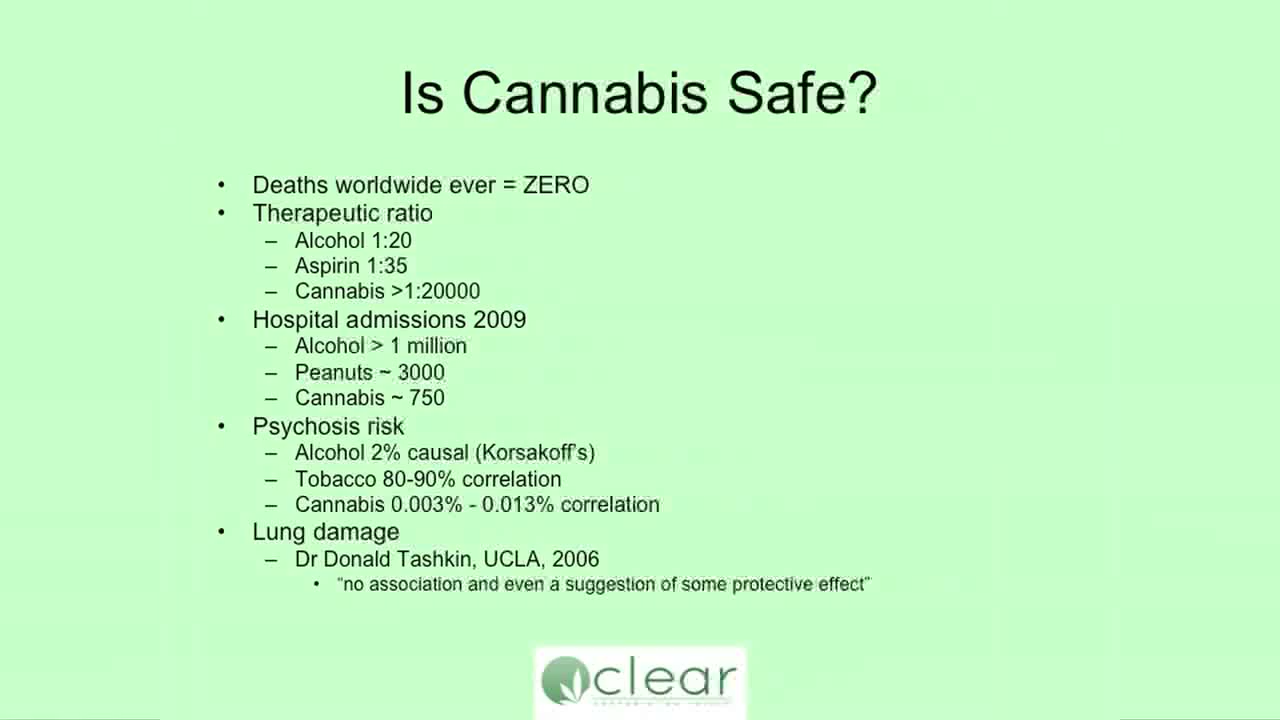 Is Cannabis Safe?
• Deaths worldwide ever = ZERO
• Therapeutic ratio
– Alcohol 1:20
– Aspirin 1:35
– Cannabis >1:20000
• Hospital admissions 2009
– Alcohol > 1 million
– Peanuts ~ 3000
– Cannabis ~ 750
• Psychosis risk
– Alcohol 2% causal (Korsakoff's)
– Tobacco 80-90% correlation
– Cannabis 0.003% - 0.013% correlation
• Lung damage
– Dr Donald Tashkin, UCLA, 2006
• “no association and even a suggestion of some protective effect”
clear